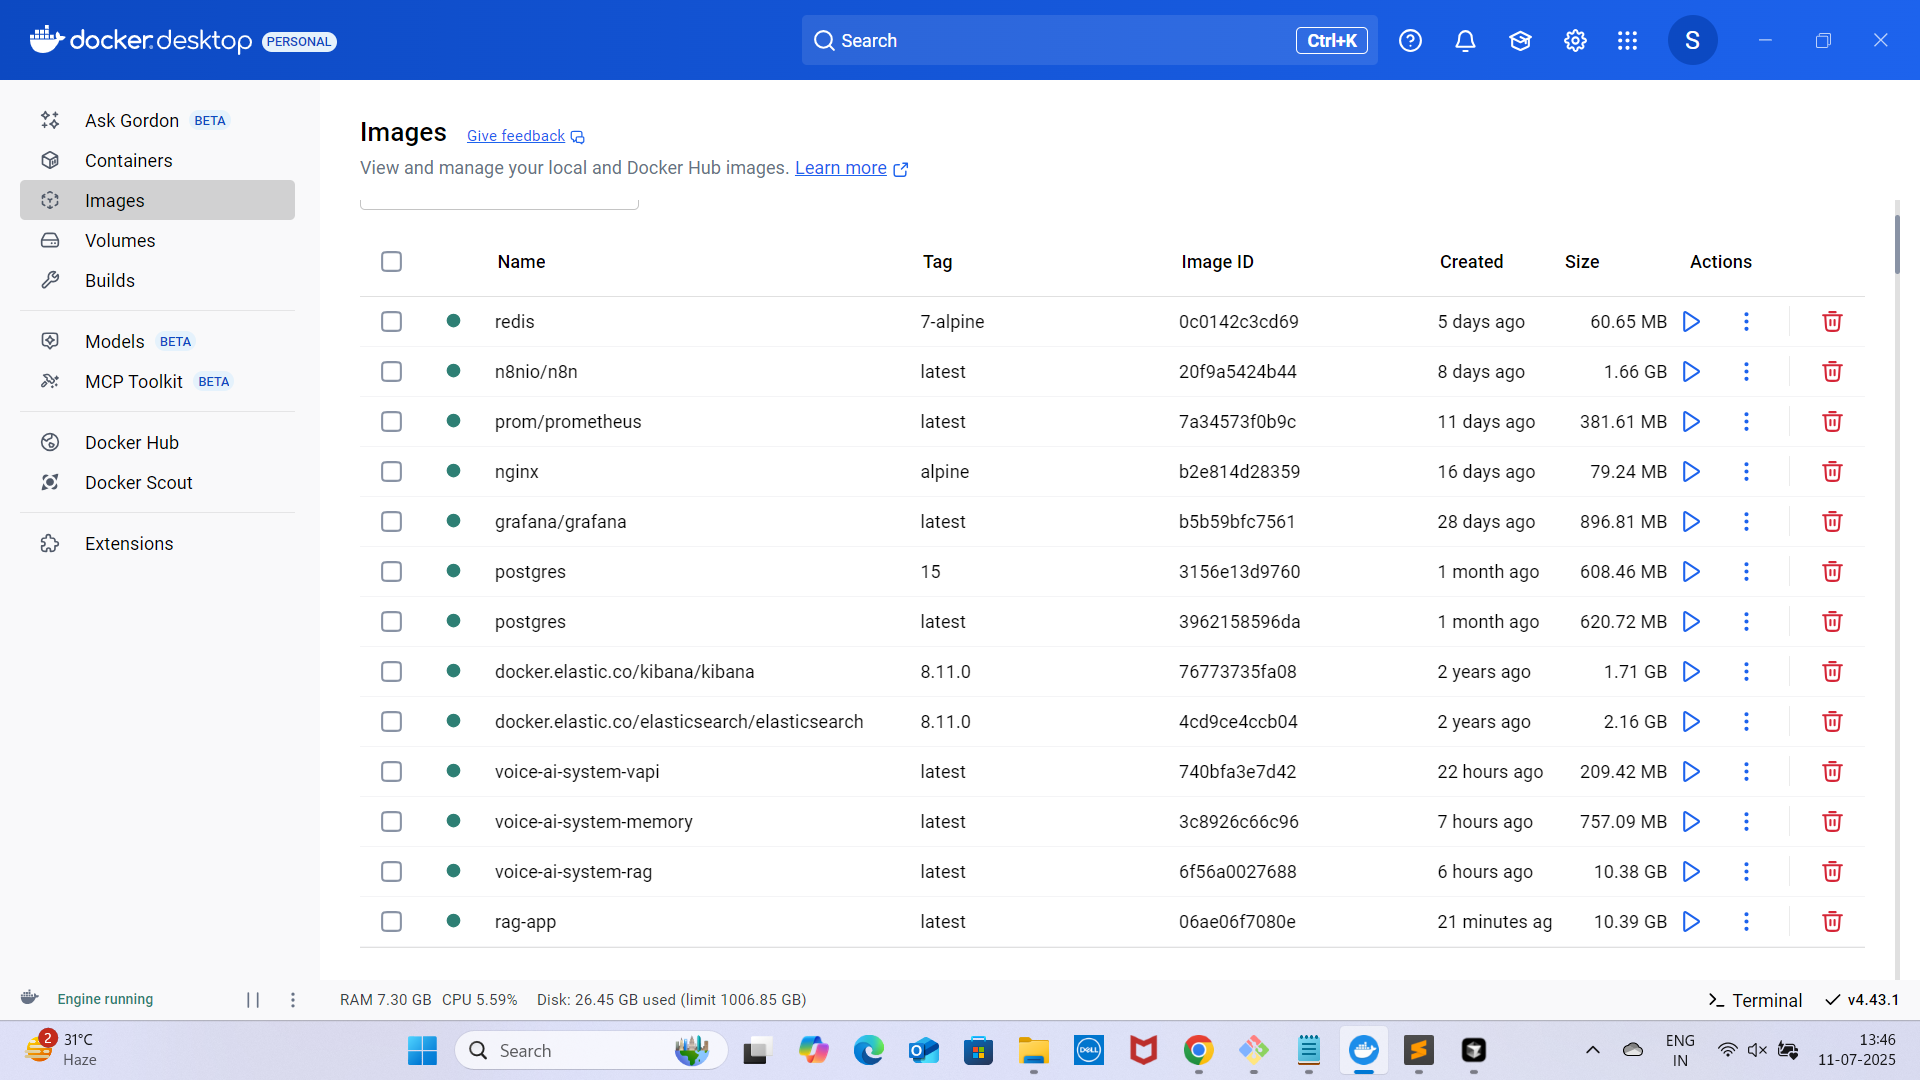 docker.desktop PERSONAL
Search Ctrl+K
S
Ask Gordon BETA
Containers
Images
Volumes
Builds
Models BETA
MCP Toolkit BETA
Docker Hub
Docker Scout
Extensions
Images Give feedback
View and manage your local and Docker Hub images. Learn more
Name Tag Image ID Created Size Actions
redis 7-alpine 0c0142c3cd69 5 days ago 60.65 MB
n8nio/n8n latest 20f9a5424b44 8 days ago 1.66 GB
prom/prometheus latest 7a34573f0b9c 11 days ago 381.61 MB
nginx alpine b2e814d28359 16 days ago 79.24 MB
grafana/grafana latest b5b59bfc7561 28 days ago 896.81 MB
postgres 15 3156e13d9760 1 month ago 608.46 MB
postgres latest 3962158596da 1 month ago 620.72 MB
docker.elastic.co/kibana/kibana 8.11.0 76773735fa08 2 years ago 1.71 GB
docker.elastic.co/elasticsearch/elasticsearch 8.11.0 4cd9ce4ccb04 2 years ago 2.16 GB
voice-ai-system-vapi latest 740bfa3e7d42 22 hours ago 209.42 MB
voice-ai-system-memory latest 3c8926c66c96 7 hours ago 757.09 MB
voice-ai-system-rag latest 6f56a0027688 6 hours ago 10.38 GB
rag-app latest 06ae06f7080e 21 minutes ag 10.39 GB
Engine running RAM 7.30 GB CPU 5.59% Disk: 26.45 GB used (limit 1006.85 GB) Terminal v4.43.1
2
31°C
Haze
Search
DELL
ENG
IN
13:46
11-07-2025